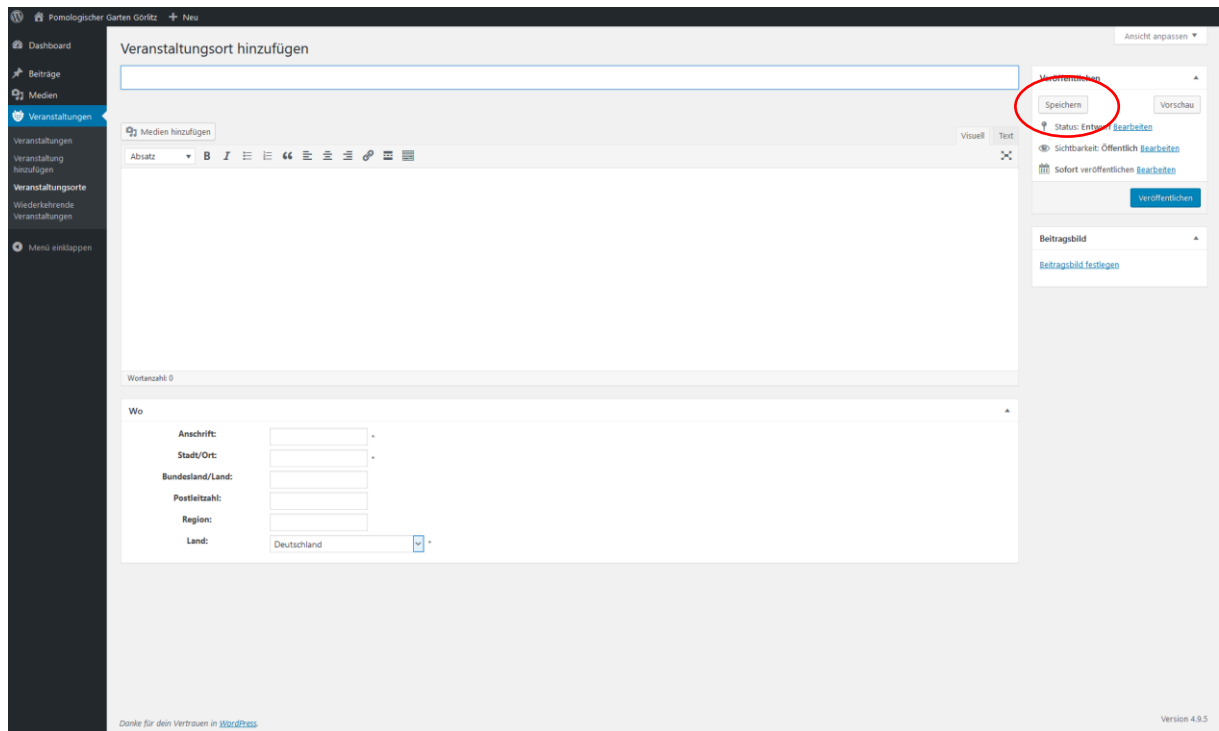 Pomologischer Garten Görlitz + Neu
Ansicht anpassen ▼
Dashboard
Beiträge
Medien
Veranstaltungen
Veranstaltungen
Veranstaltung
hinzufügen
Veranstaltungsorte
Wiederkehrende
Veranstaltungen
Menü einklappen
Veranstaltungsort hinzufügen
Medien hinzufügen
Visuell Text
Absatz
B I
Wortanzahl: 0
Wo
Anschrift: *
Stadt/Ort: *
Bundesland/Land:
Postleitzahl:
Region:
Land: Deutschland *
Veröffentlichen
Speichern Vorschau
Status: Entwurf Bearbeiten
Sichtbarkeit: Öffentlich Bearbeiten
Sofort veröffentlichen Bearbeiten
Veröffentlichen
Beitragsbild
Beitragsbild festlegen
Danke für dein Vertrauen in WordPress.
Version 4.9.5